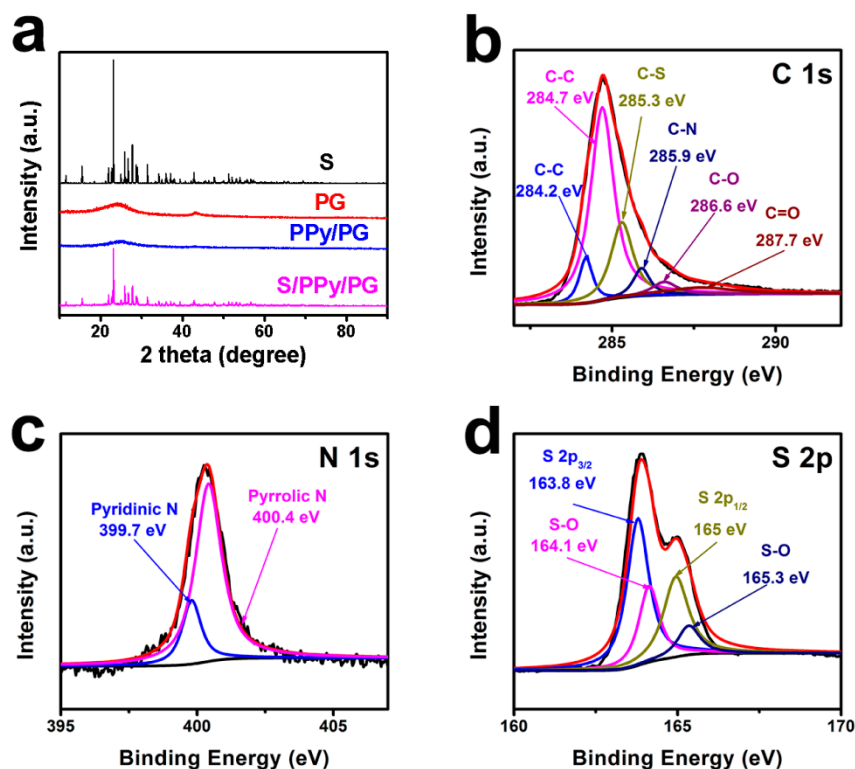 a
Intensity (a.u.)
S
PG
PPy/PG
S/PPy/PG
20 40 60 80
2 theta (degree)
b
Intensity (a.u.)
C 1s
C-C
284.7 eV
C-S
285.3 eV
C-N
285.9 eV
C-C
284.2 eV
C-O
286.6 eV
C=O
287.7 eV
285 290
Binding Energy (eV)
c
Intensity (a.u.)
N 1s
Pyridinic N
399.7 eV
Pyrrolic N
400.4 eV
395 400 405
Binding Energy (eV)
d
Intensity (a.u.)
S 2p
S 2p3/2
163.8 eV
S-O
164.1 eV
S 2p1/2
165 eV
S-O
165.3 eV
160 165 170
Binding Energy (eV)